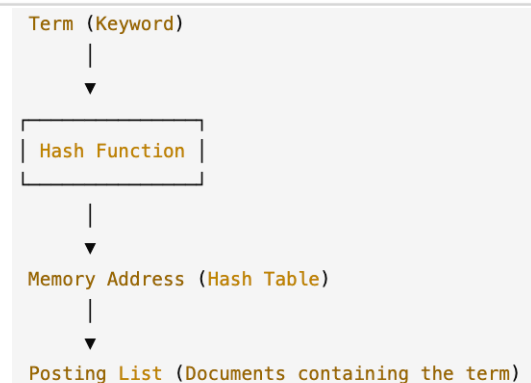 Term (Keyword)
Hash Function
Memory Address (Hash Table)
Posting List (Documents containing the term)